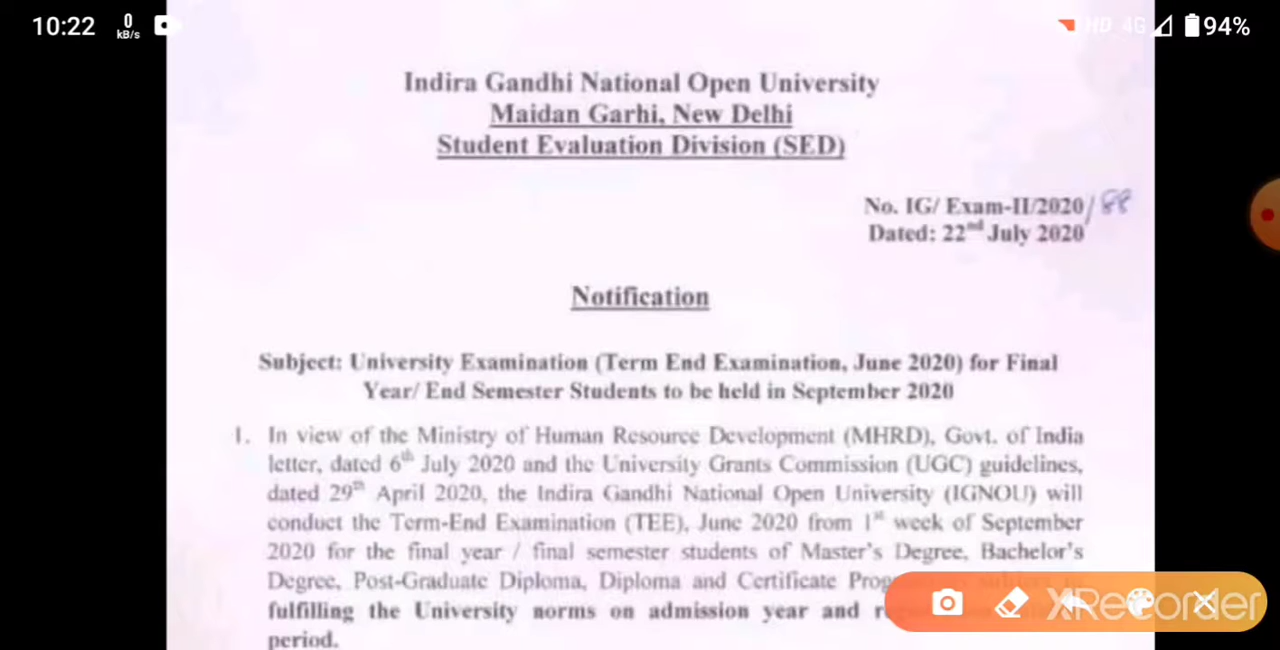 10:22 0 kB/s HD 4G 94%
Indira Gandhi National Open University
Maidan Garhi, New Delhi
Student Evaluation Division (SED)
No. IG/ Exam-II/2020/88
Dated: 22nd July 2020
Notification
Subject: University Examination (Term End Examination, June 2020) for Final
Year/ End Semester Students to be held in September 2020
1. In view of the Ministry of Human Resource Development (MHRD), Govt. of India
letter, dated 6th July 2020 and the University Grants Commission (UGC) guidelines,
dated 29th April 2020, the Indira Gandhi National Open University (IGNOU) will
conduct the Term-End Examination (TEE), June 2020 from 1st week of September
2020 for the final year / final semester students of Master's Degree, Bachelor's
Degree, Post-Graduate Diploma, Diploma and Certificate
fulfilling the University norms on admission year and
period.
XRecorder